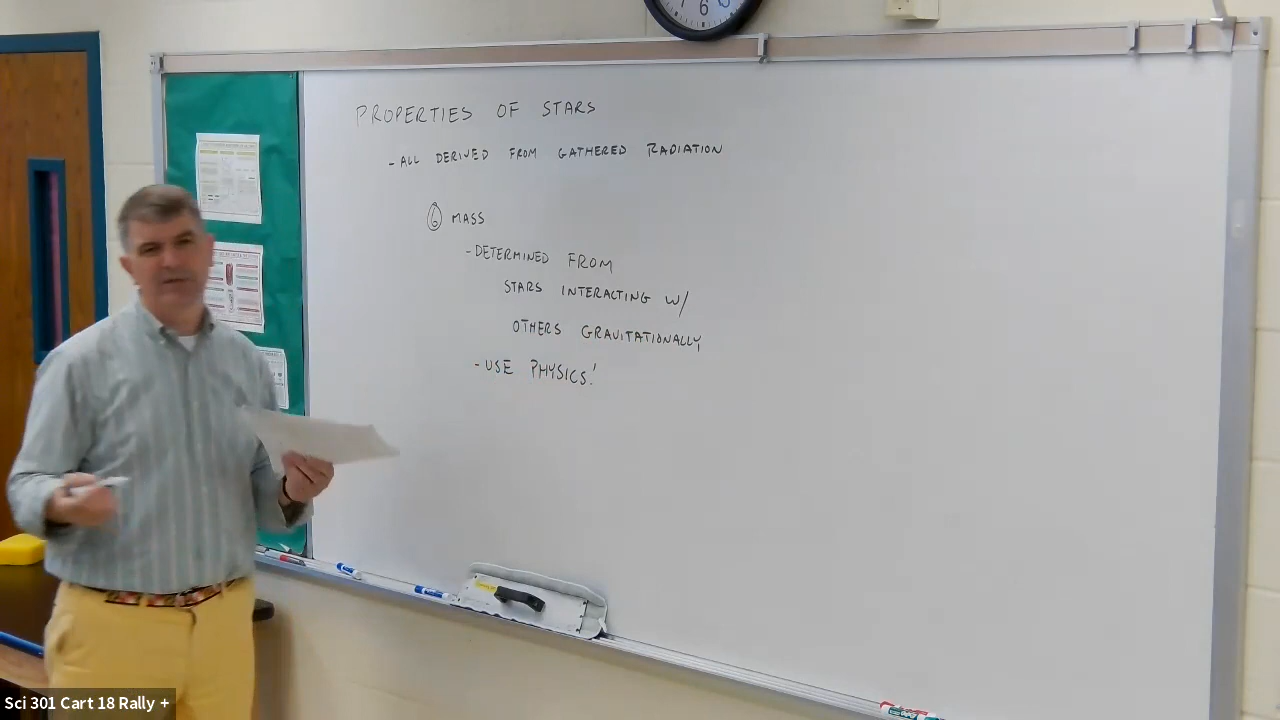 6
PROPERTIES OF STARS
-ALL DERIVED FROM GATHERED RADIATION
⑥ MASS
-DETERMINED FROM
STARS INTERACTING W/
OTHERS GRAVITATIONALLY
-USE PHYSICS!
Sci 301 Cart 18 Rally +